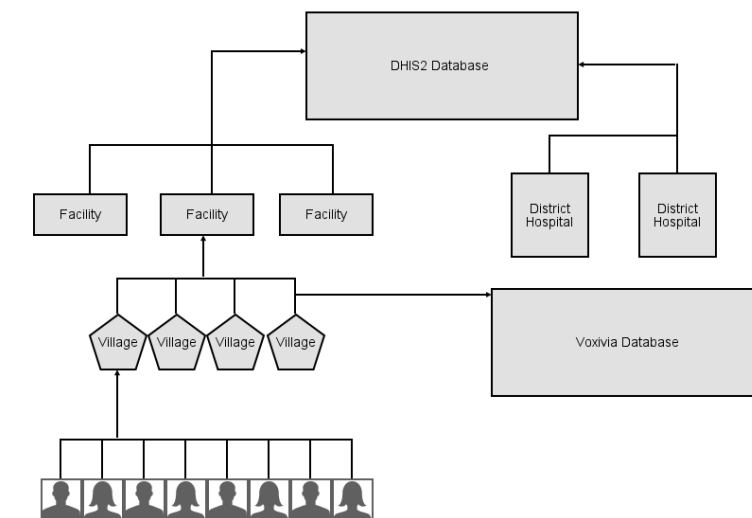 DHIS2 Database
Facility
Facility
Facility
District
Hospital
District
Hospital
Village
Village
Village
Village
Voxivia Database